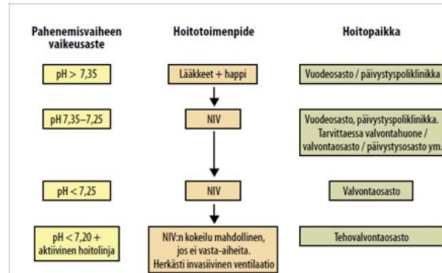 Pahenemisvaiheen
vaikeusaste
Hoitotoimenpide
Hoitopaikka
pH > 7,35
Lääkkeet + happi
Vuodeosasto / päivystyspoliklinikka
pH 7,35–7,25
NIV
Vuodeosasto, päivystyspoliklinikka.
Tarvittaessa valvontahuone /
valvontaosasto / päivystysosasto ym.
pH < 7,25
NIV
Valvontaosasto
pH < 7,20 +
aktiivinen hoitolinja
NIV:n kokeilu mahdollinen,
jos ei vasta-aiheita.
Herkästi invasiivinen ventilaatio
Tehovalvontaosasto